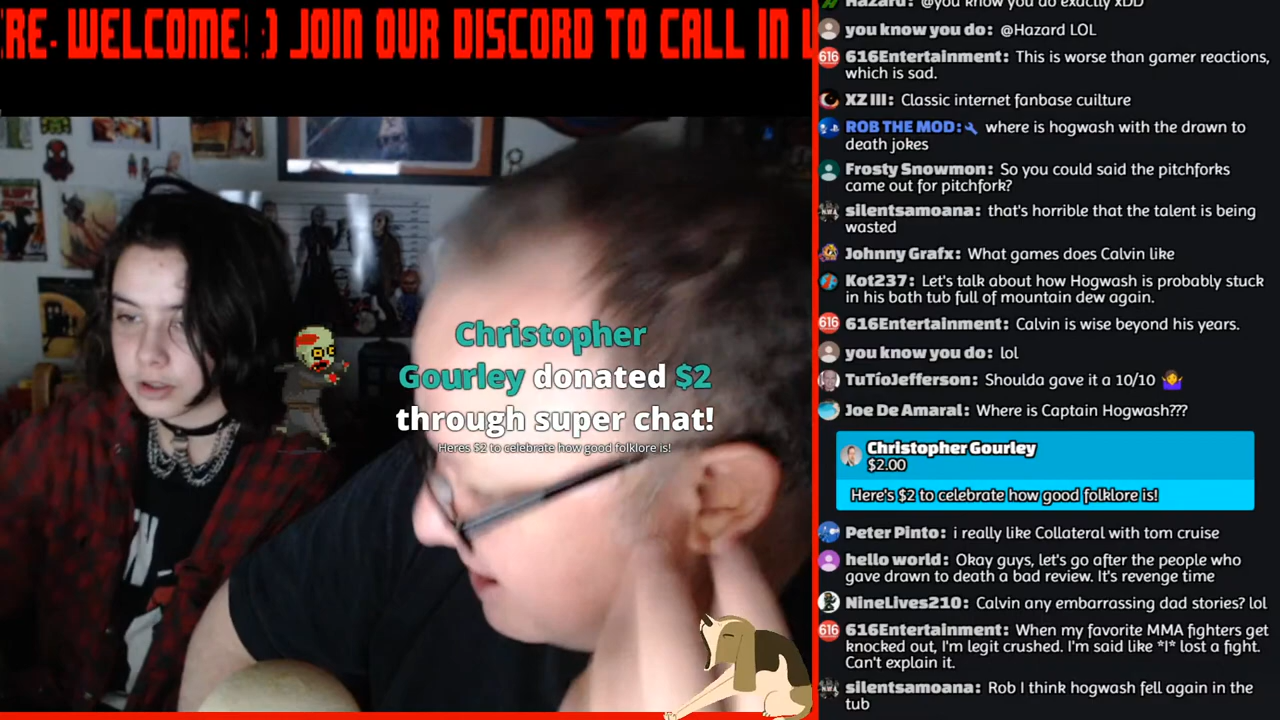 RE. WELCOME! :) JOIN OUR DISCORD TO CALL IN
Christopher
Gourley donated $2
through super chat!
Heres $2 to celebrate how good folklore is!
Hazard: @you know you do exactly xDD
you know you do: @Hazard LOL
616Entertainment: This is worse than gamer reactions,
which is sad.
XZ III: Classic internet fanbase cuilture
ROB THE MOD: where is hogwash with the drawn to
death jokes
Frosty Snowmon: So you could said the pitchforks
came out for pitchfork?
silentsamoana: that's horrible that the talent is being
wasted
Johnny Grafx: What games does Calvin like
Kot237: Let's talk about how Hogwash is probably stuck
in his bath tub full of mountain dew again.
616Entertainment: Calvin is wise beyond his years.
you know you do: lol
TuTíoJefferson: Shoulda gave it a 10/10 🤷
Joe De Amaral: Where is Captain Hogwash???
Christopher Gourley
$2.00
Here's $2 to celebrate how good folklore is!
Peter Pinto: i really like Collateral with tom cruise
hello world: Okay guys, let's go after the people who
gave drawn to death a bad review. It's revenge time
NineLives210: Calvin any embarrassing dad stories? lol
616Entertainment: When my favorite MMA fighters get
knocked out, I'm legit crushed. I'm said like *I* lost a fight.
Can't explain it.
silentsamoana: Rob I think hogwash fell again in the
tub